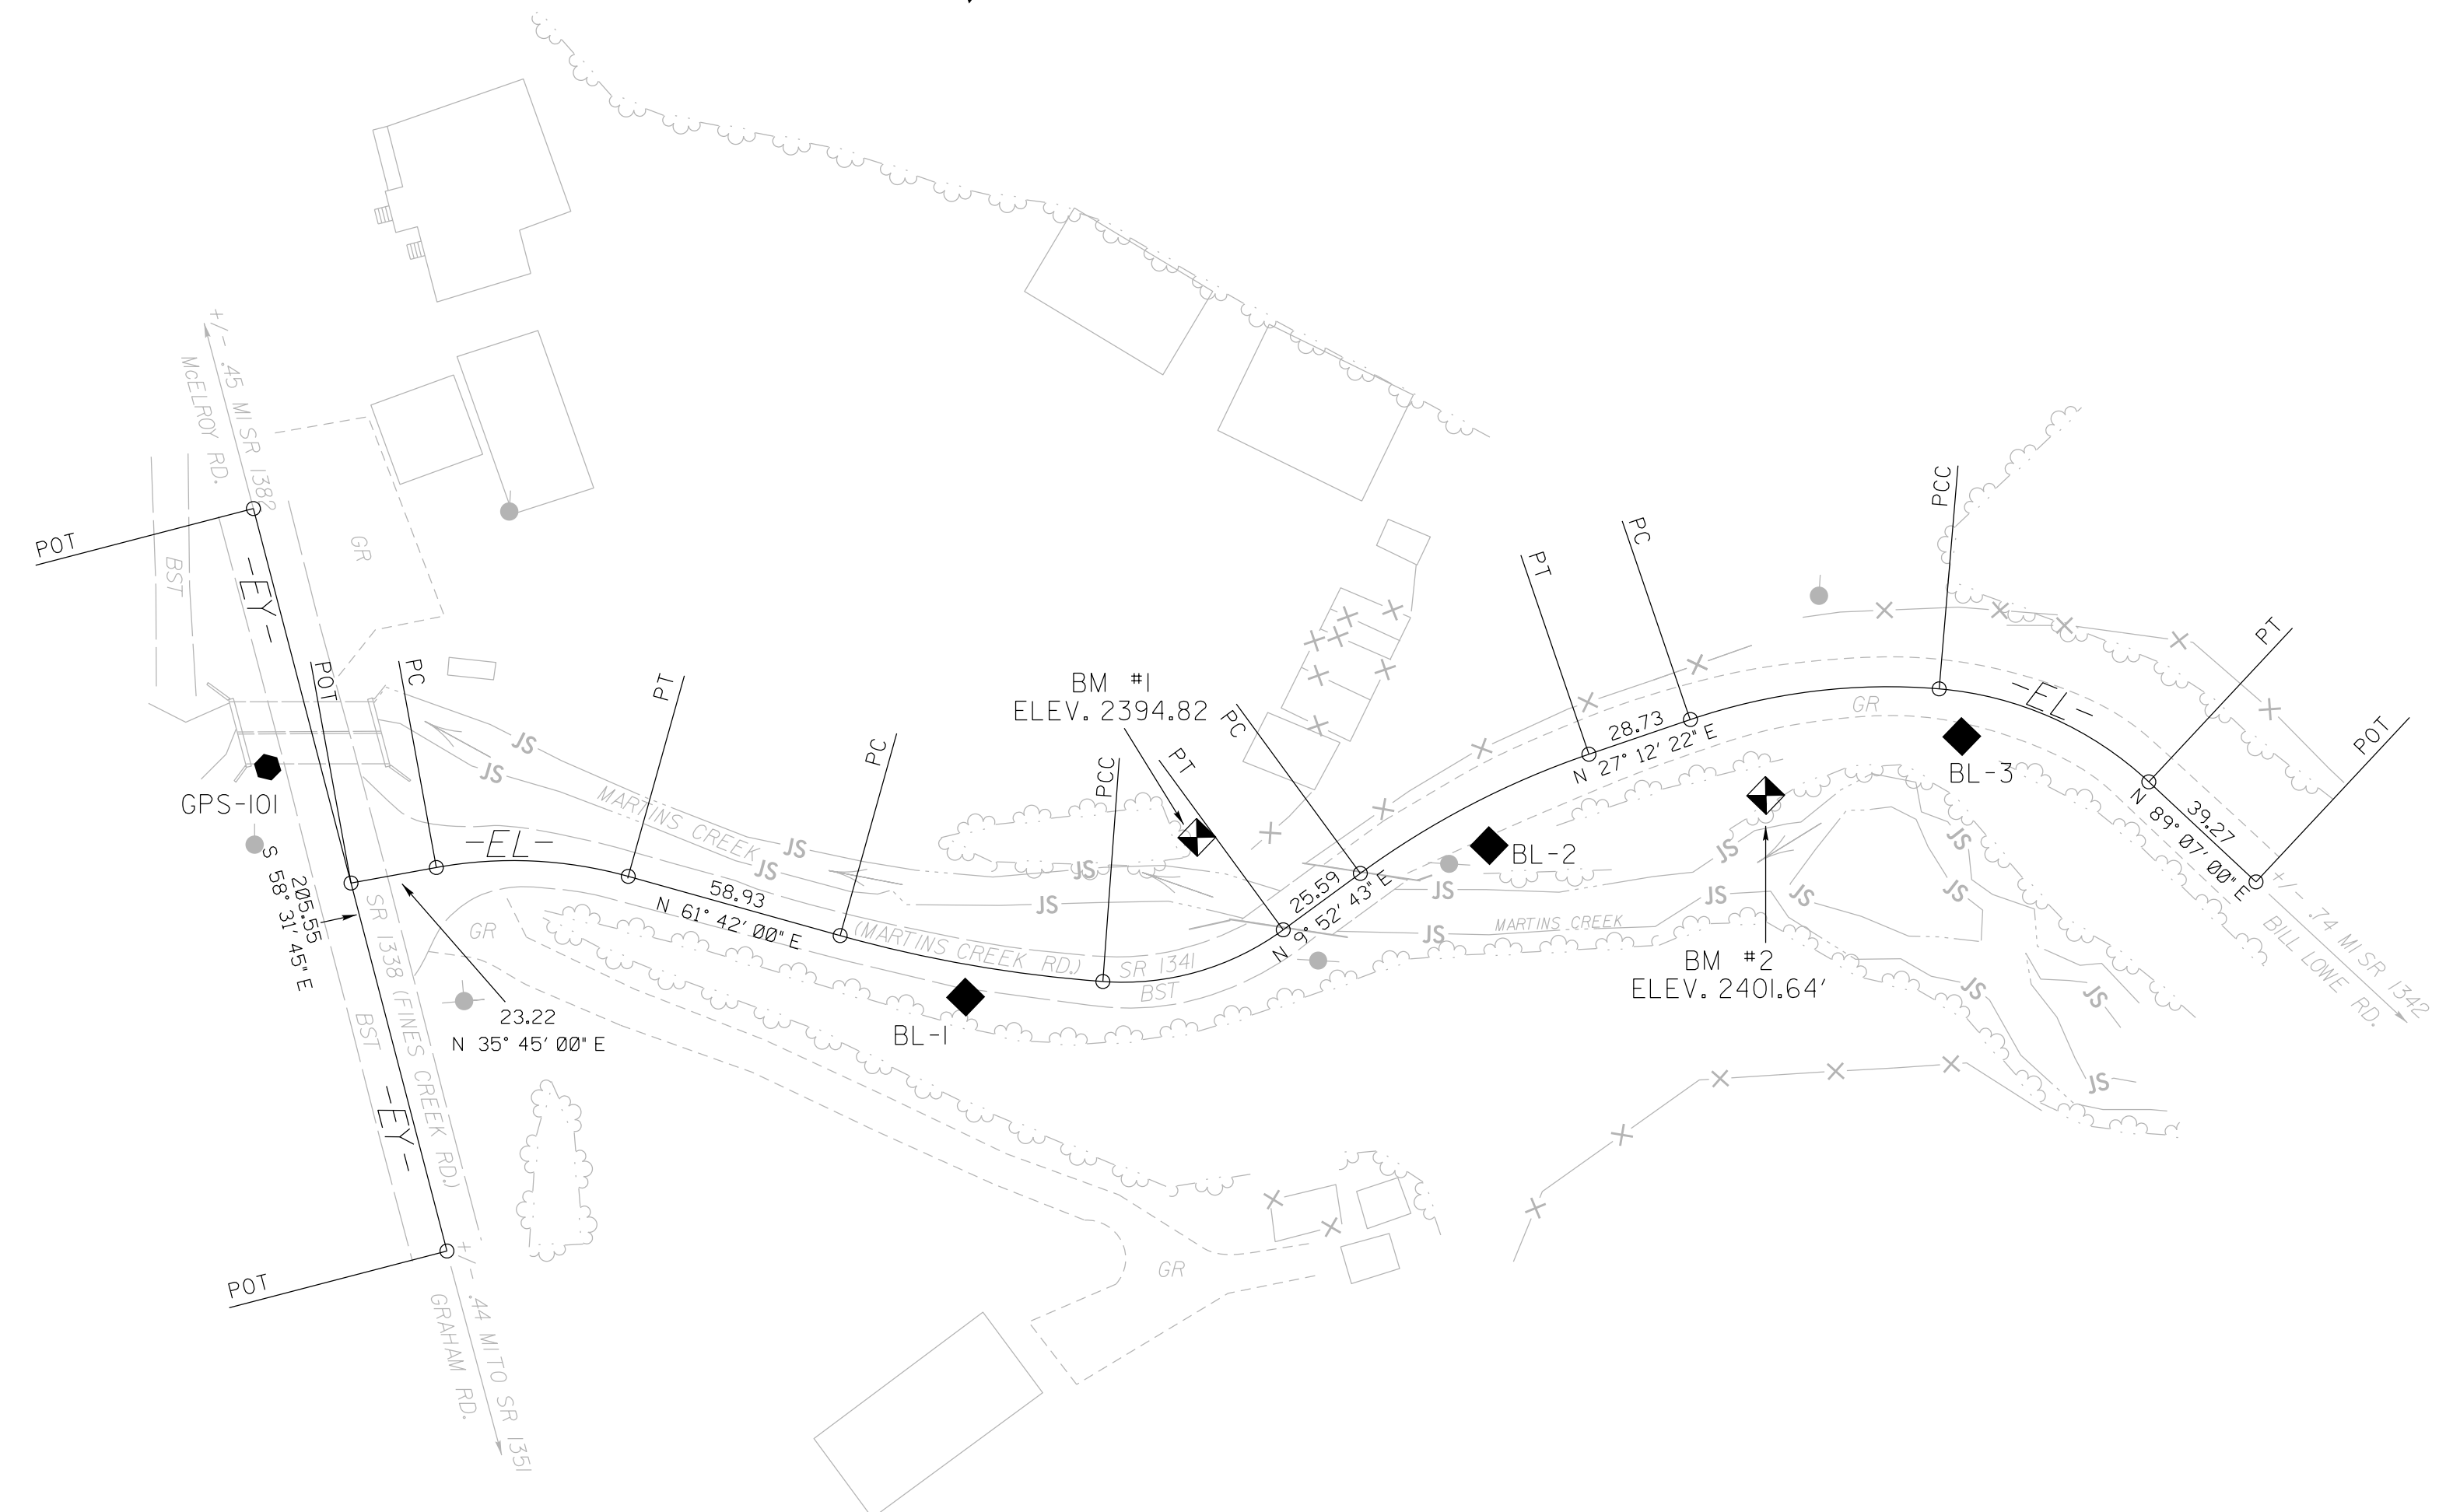 +/- .45 MI SR 1382
McELROY RD.
POT
-EY-
BST
GR
POT
PC
PT
PC
PCC
BM #1
ELEV. 2394.82
PT
PC
PT
PC
PCC
PT
POT
GPS-101
S 58° 31' 45" E
205.55
SR 1338 (FINES CREEK RD.)
BST
-EY-
POT
GRAHAM RD.
+/- .44 MI TO SR 1351
-EL-
23.22
N 35° 45' 00" E
GR
JS
JS
MARTINS CREEK
JS
JS
58.93
N 61° 42' 00" E
(MARTINS CREEK RD.) SR 1341
BST
BL-1
JS
JS
25.59
N 9° 52' 43" E
BL-2
JS
JS
MARTINS CREEK
28.73
N 27° 12' 22" E
GR
BM #2
ELEV. 2401.64'
JS
JS
JS
BL-3
-EL-
39.27
N 89° 07' 00" E
+/- .74 MI SR 1342
BILL LOWE RD.
JS
JS
JS
JS
JS
GR